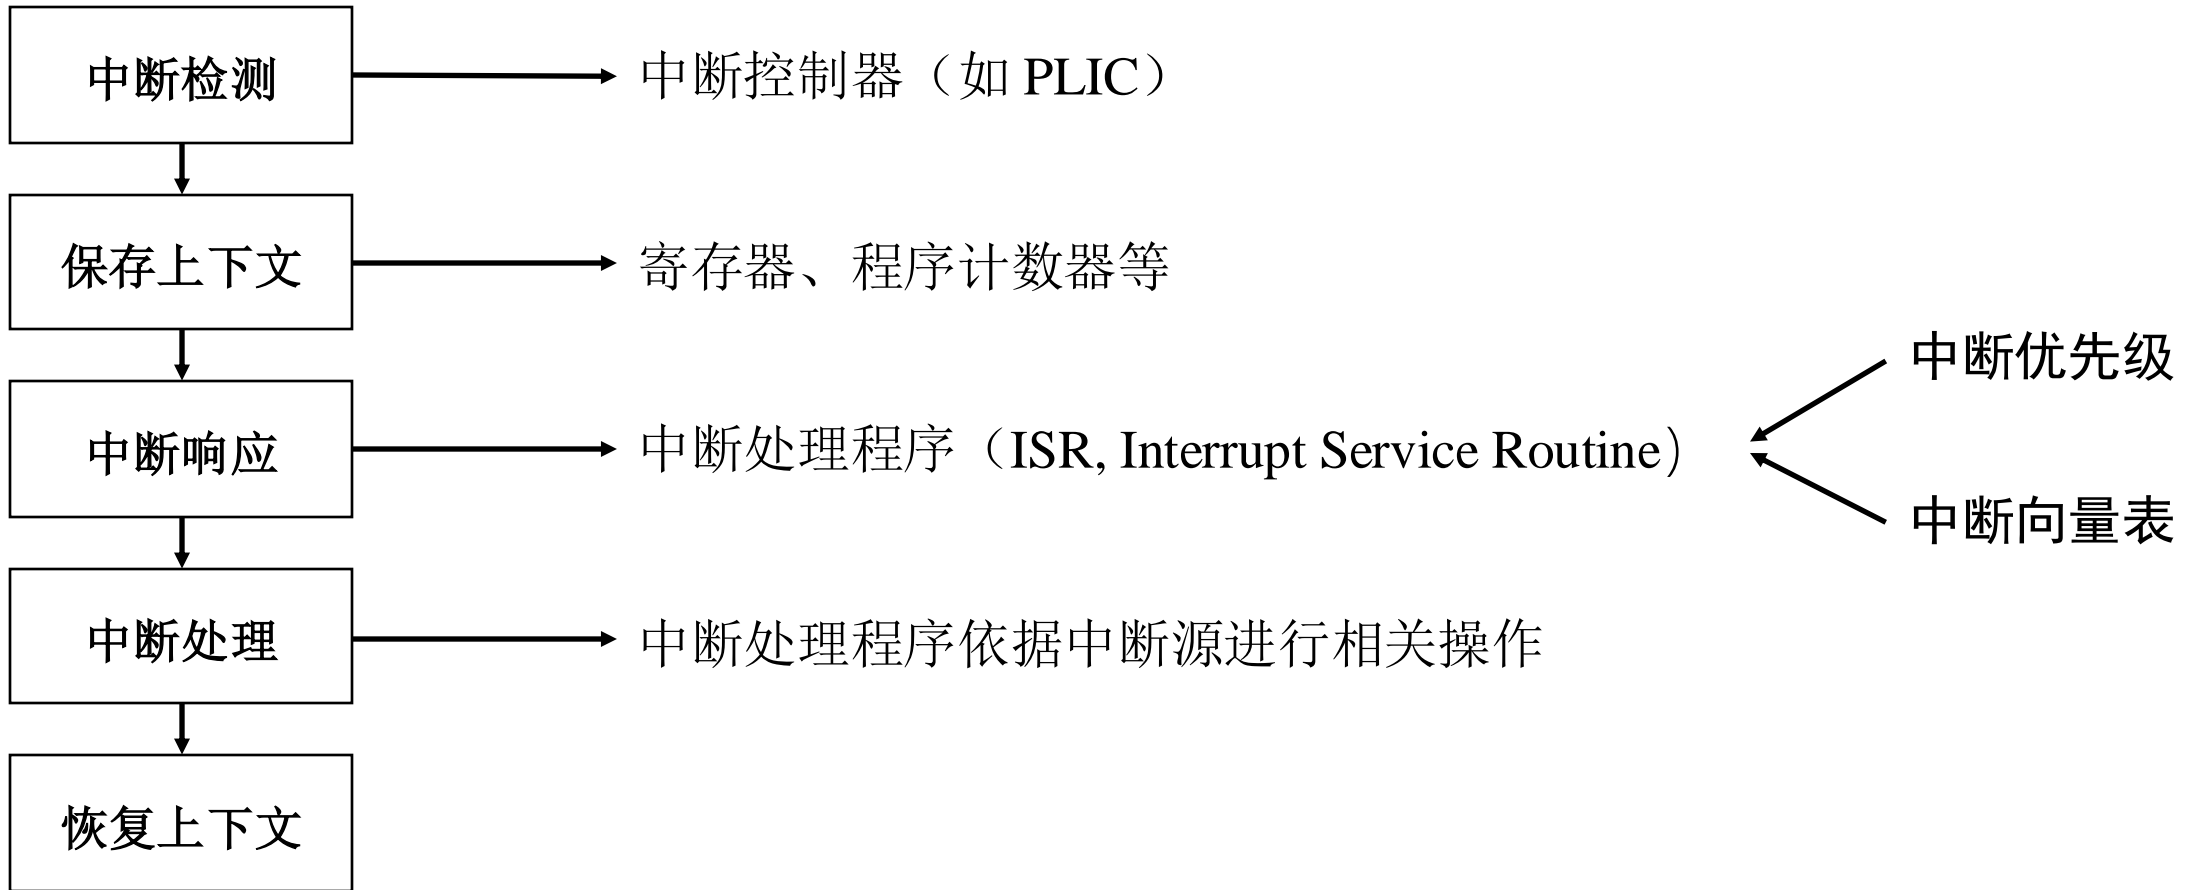 中断检测
中断控制器（如 PLIC）
保存上下文
寄存器、程序计数器等
中断响应
中断处理程序（ISR, Interrupt Service Routine）
中断优先级
中断向量表
中断处理
中断处理程序依据中断源进行相关操作
恢复上下文